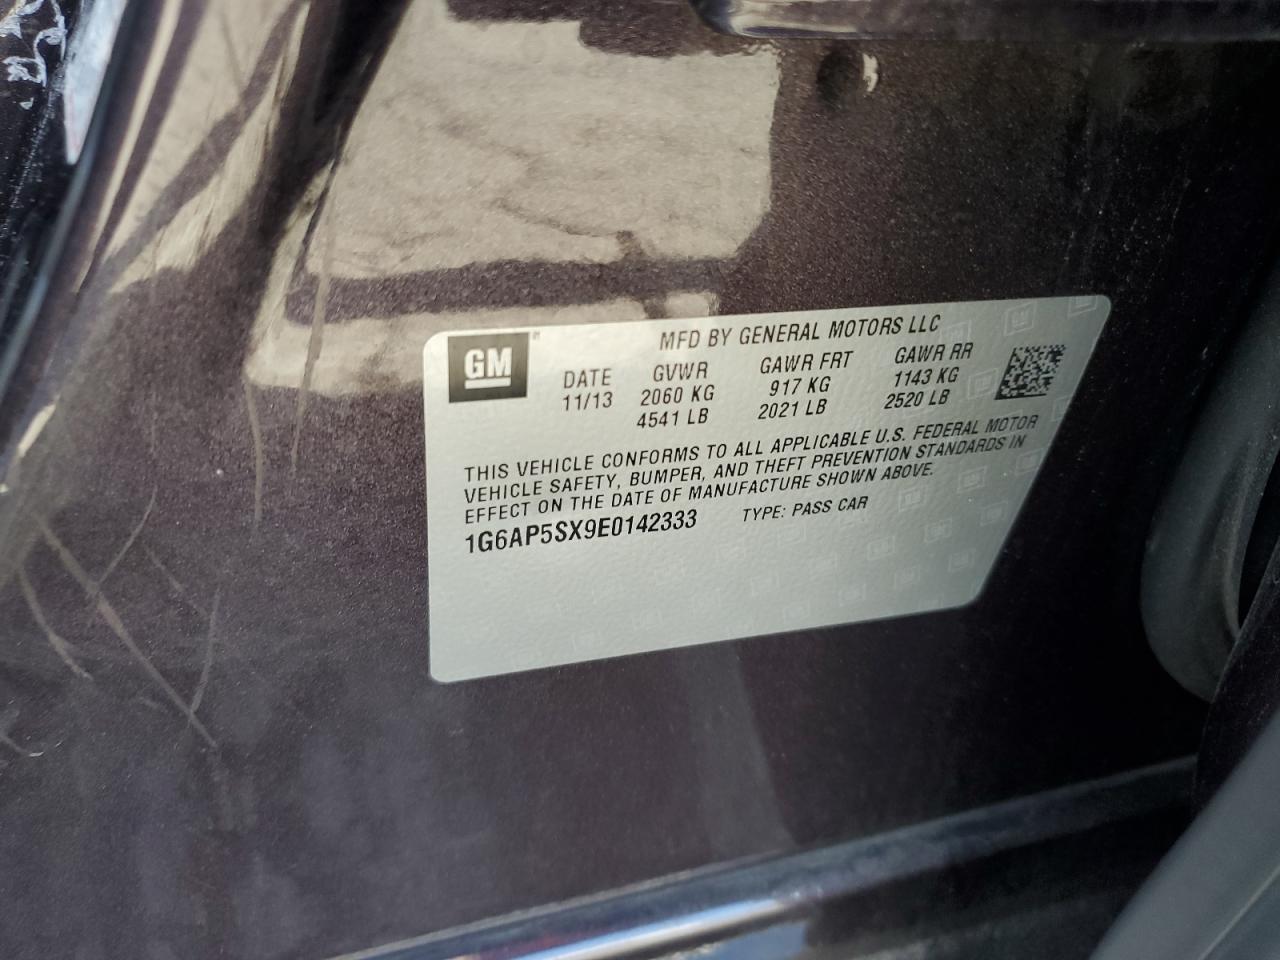 GM
MFD BY GENERAL MOTORS LLC
DATE GVWR GAWR FRT GAWR RR
11/13 2060 KG 917 KG 1143 KG
4541 LB 2021 LB 2520 LB
THIS VEHICLE CONFORMS TO ALL APPLICABLE U.S. FEDERAL MOTOR
VEHICLE SAFETY, BUMPER, AND THEFT PREVENTION STANDARDS IN
EFFECT ON THE DATE OF MANUFACTURE SHOWN ABOVE.
1G6AP5SX9E0142333 TYPE: PASS CAR